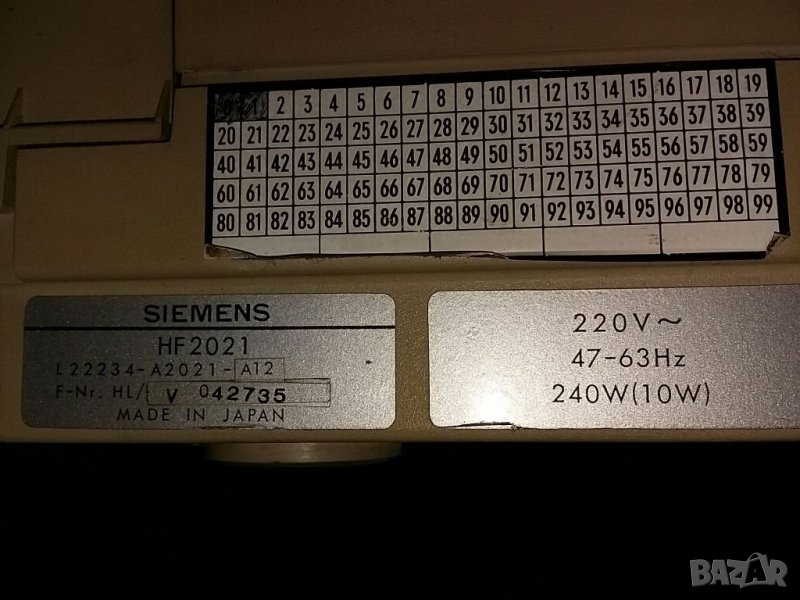 2 3 4 5 6 7 8 9 10 11 12 13 14 15 16 17 18 19
20 21 22 23 24 25 26 27 28 29 30 31 32 33 34 35 36 37 38 39
40 41 42 43 44 45 46 47 48 49 50 51 52 53 54 55 56 57 58 59
60 61 62 63 64 65 66 67 68 69 70 71 72 73 74 75 76 77 78 79
80 81 82 83 84 85 86 87 88 89 90 91 92 93 94 95 96 97 98 99
SIEMENS
HF2021
L22234-A2021-A12
F-Nr. HL/ V 042735
MADE IN JAPAN
220V~
47-63Hz
240W(10W)
BAZAR